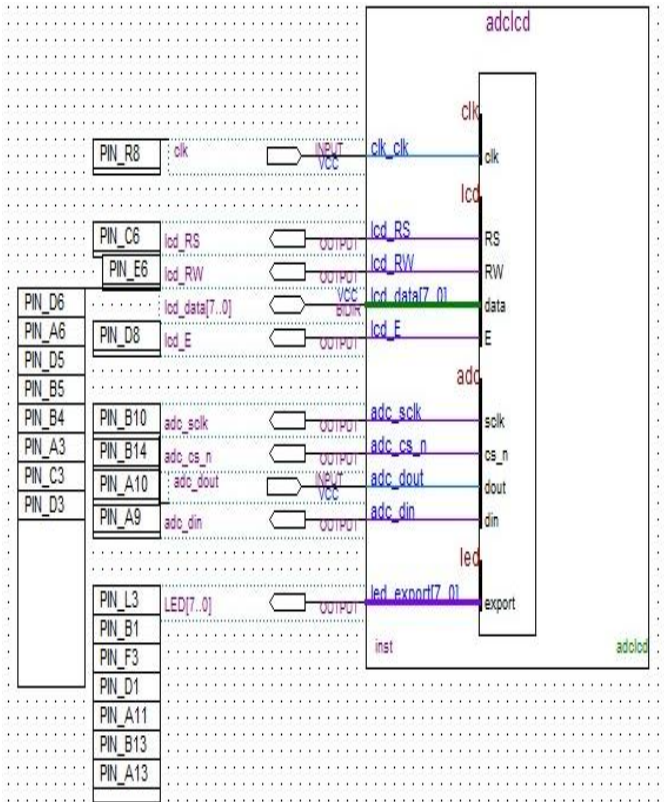 adclcd
clk
PIN_R8 clk INPUT VCC clk_clk clk
lcd
PIN_C6 lcd_RS OUTPUT lcd_RS RS
PIN_E6 lcd_RW OUTPUT lcd_RW RW
PIN_D6 lcd_data[7..0] VCC BIDIR lcd_data[7..0] data
PIN_A6 PIN_D8 lcd_E OUTPUT lcd_E E
PIN_D5
PIN_B5 adc
PIN_B4 PIN_B10 adc_sclk OUTPUT adc_sclk sclk
PIN_A3 PIN_B14 adc_cs_n OUTPUT adc_cs_n cs_n
PIN_C3 PIN_A10 adc_dout INPUT VCC adc_dout dout
PIN_D3 PIN_A9 adc_din OUTPUT adc_din din
led
PIN_L3 LED[7..0] OUTPUT led_export[7..0] export
PIN_B1
PIN_F3 inst adclcd
PIN_D1
PIN_A11
PIN_B13
PIN_A13